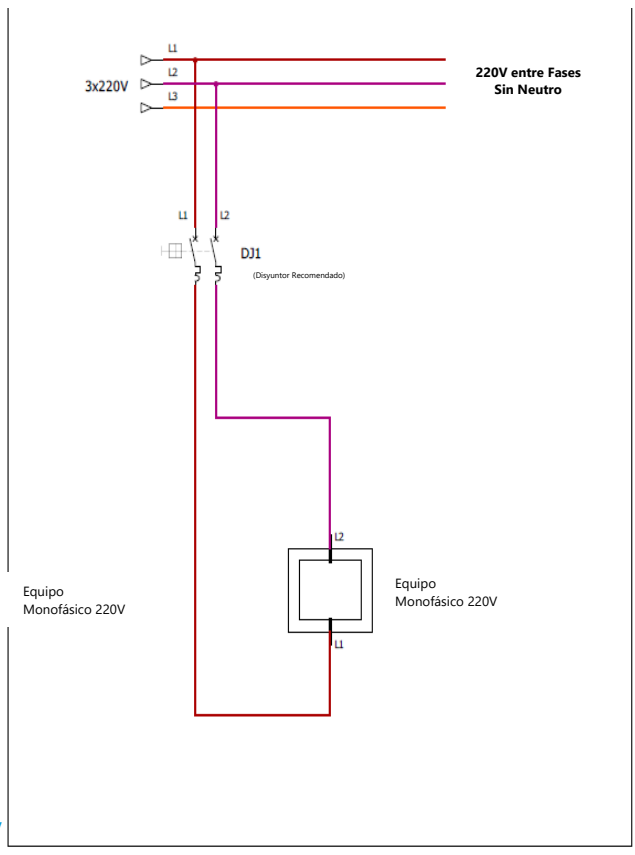 L1
L2
3x220V
L3
220V entre Fases
Sin Neutro
L1
L2
DJ1
(Disyuntor Recomendado)
L2
Equipo
Monofásico 220V
Equipo
Monofásico 220V
L1